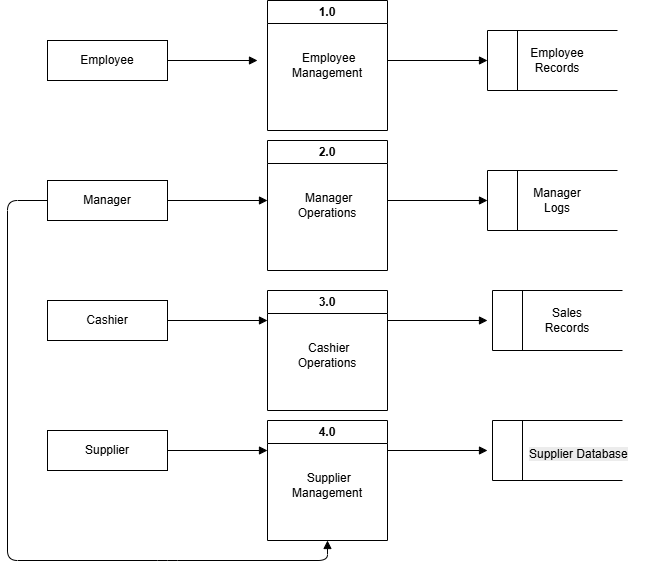 1.0
Employee
Employee
Management
Employee
Records
2.0
Manager
Manager
Operations
Manager
Logs
3.0
Cashier
Cashier
Operations
Sales
Records
4.0
Supplier
Supplier
Management
Supplier Database